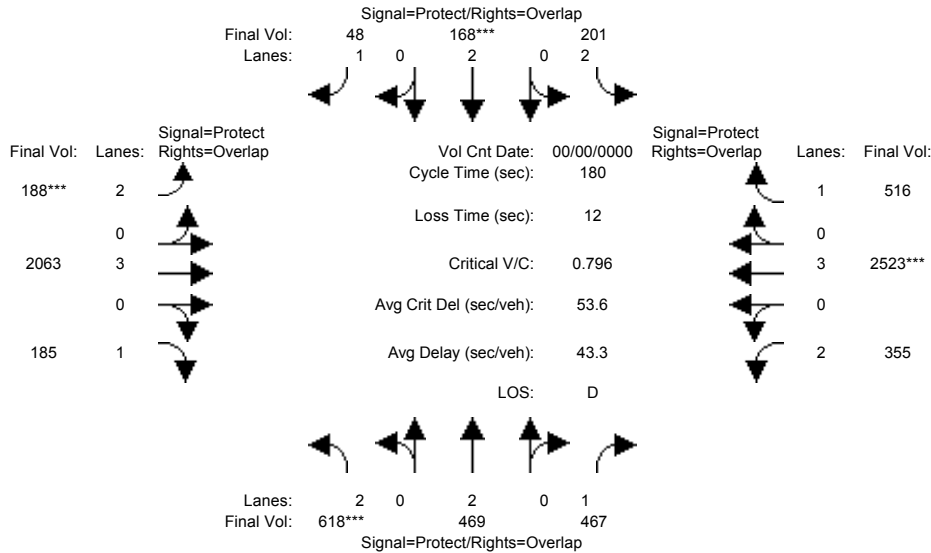 Signal=Protect/Rights=Overlap
Final Vol: 48 168*** 201
Lanes: 1 0 2 0 2
Signal=Protect
Final Vol: Lanes: Rights=Overlap
Vol Cnt Date: 00/00/0000
Signal=Protect
Rights=Overlap Lanes: Final Vol:
Cycle Time (sec): 180
188*** 2
1 516
Loss Time (sec): 12
0
0
2063 3
Critical V/C: 0.796
3 2523***
0
Avg Crit Del (sec/veh): 53.6
0
185 1
Avg Delay (sec/veh): 43.3
2 355
LOS: D
Lanes: 2 0 2 0 1
Final Vol: 618*** 469 467
Signal=Protect/Rights=Overlap